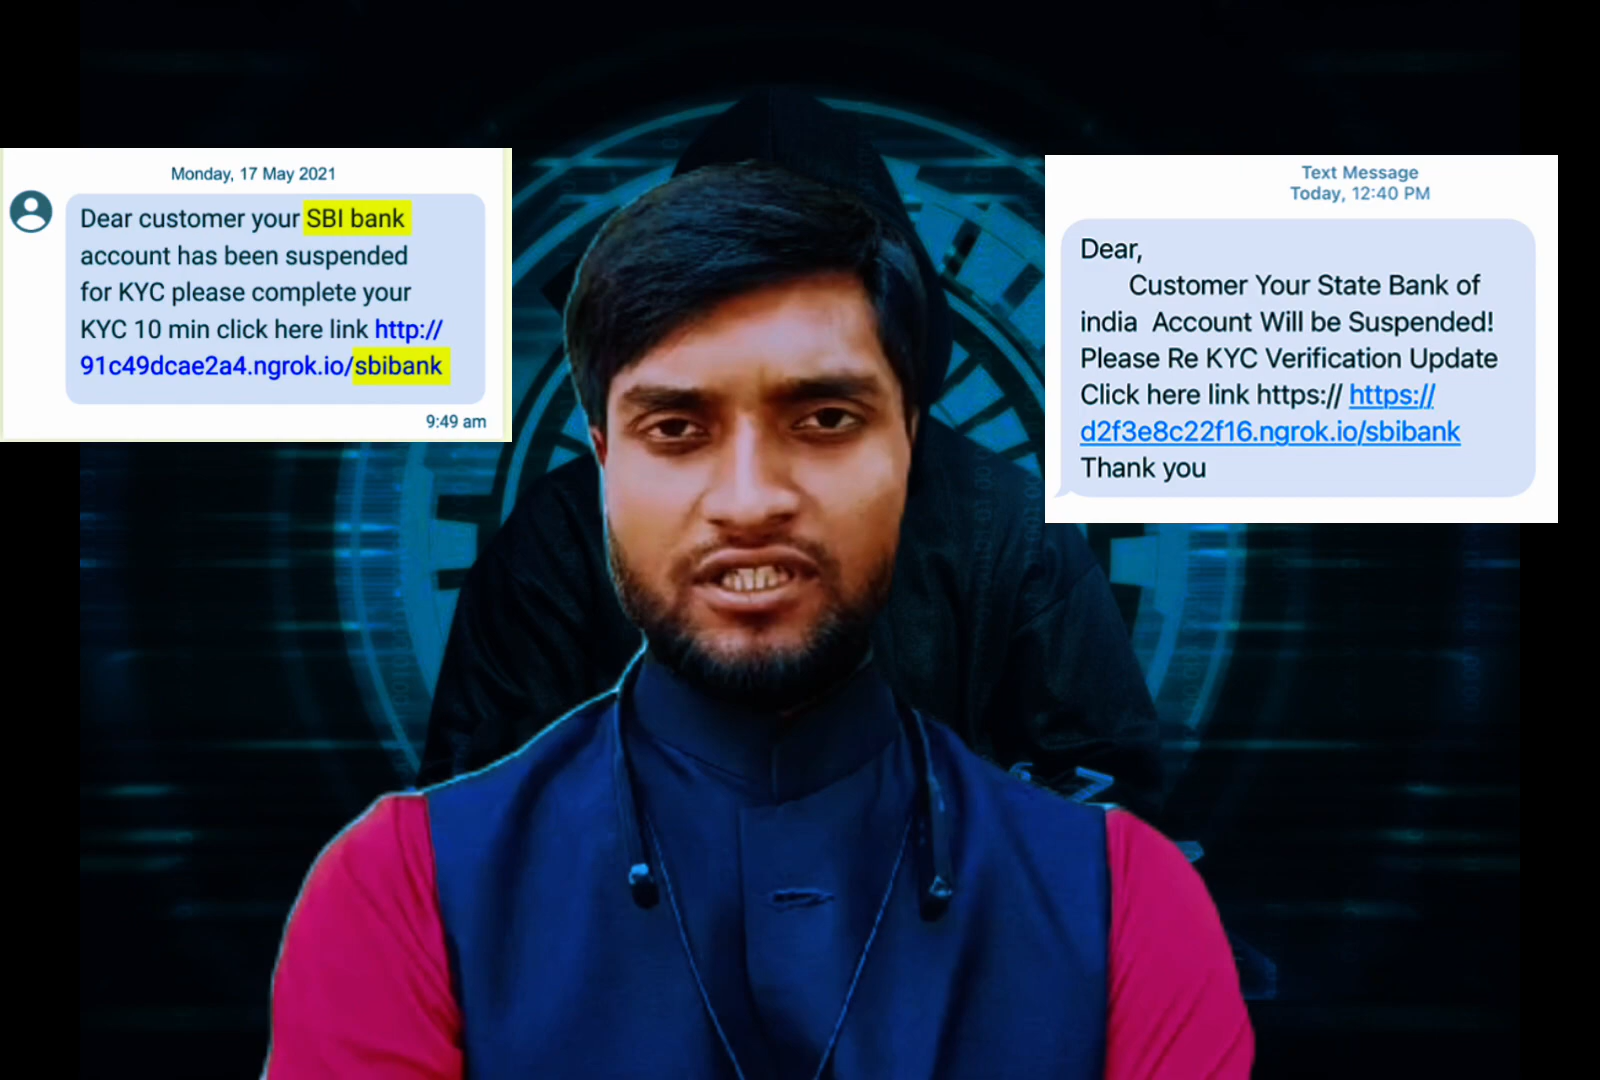 Monday, 17 May 2021
Dear customer your SBI bank
account has been suspended
for KYC please complete your
KYC 10 min click here link http://
91c49dcae2a4.ngrok.io/sbibank
9:49 am
Text Message
Today, 12:40 PM
Dear,
Customer Your State Bank of
india Account Will be Suspended!
Please Re KYC Verification Update
Click here link https:// https://
d2f3e8c22f16.ngrok.io/sbibank
Thank you